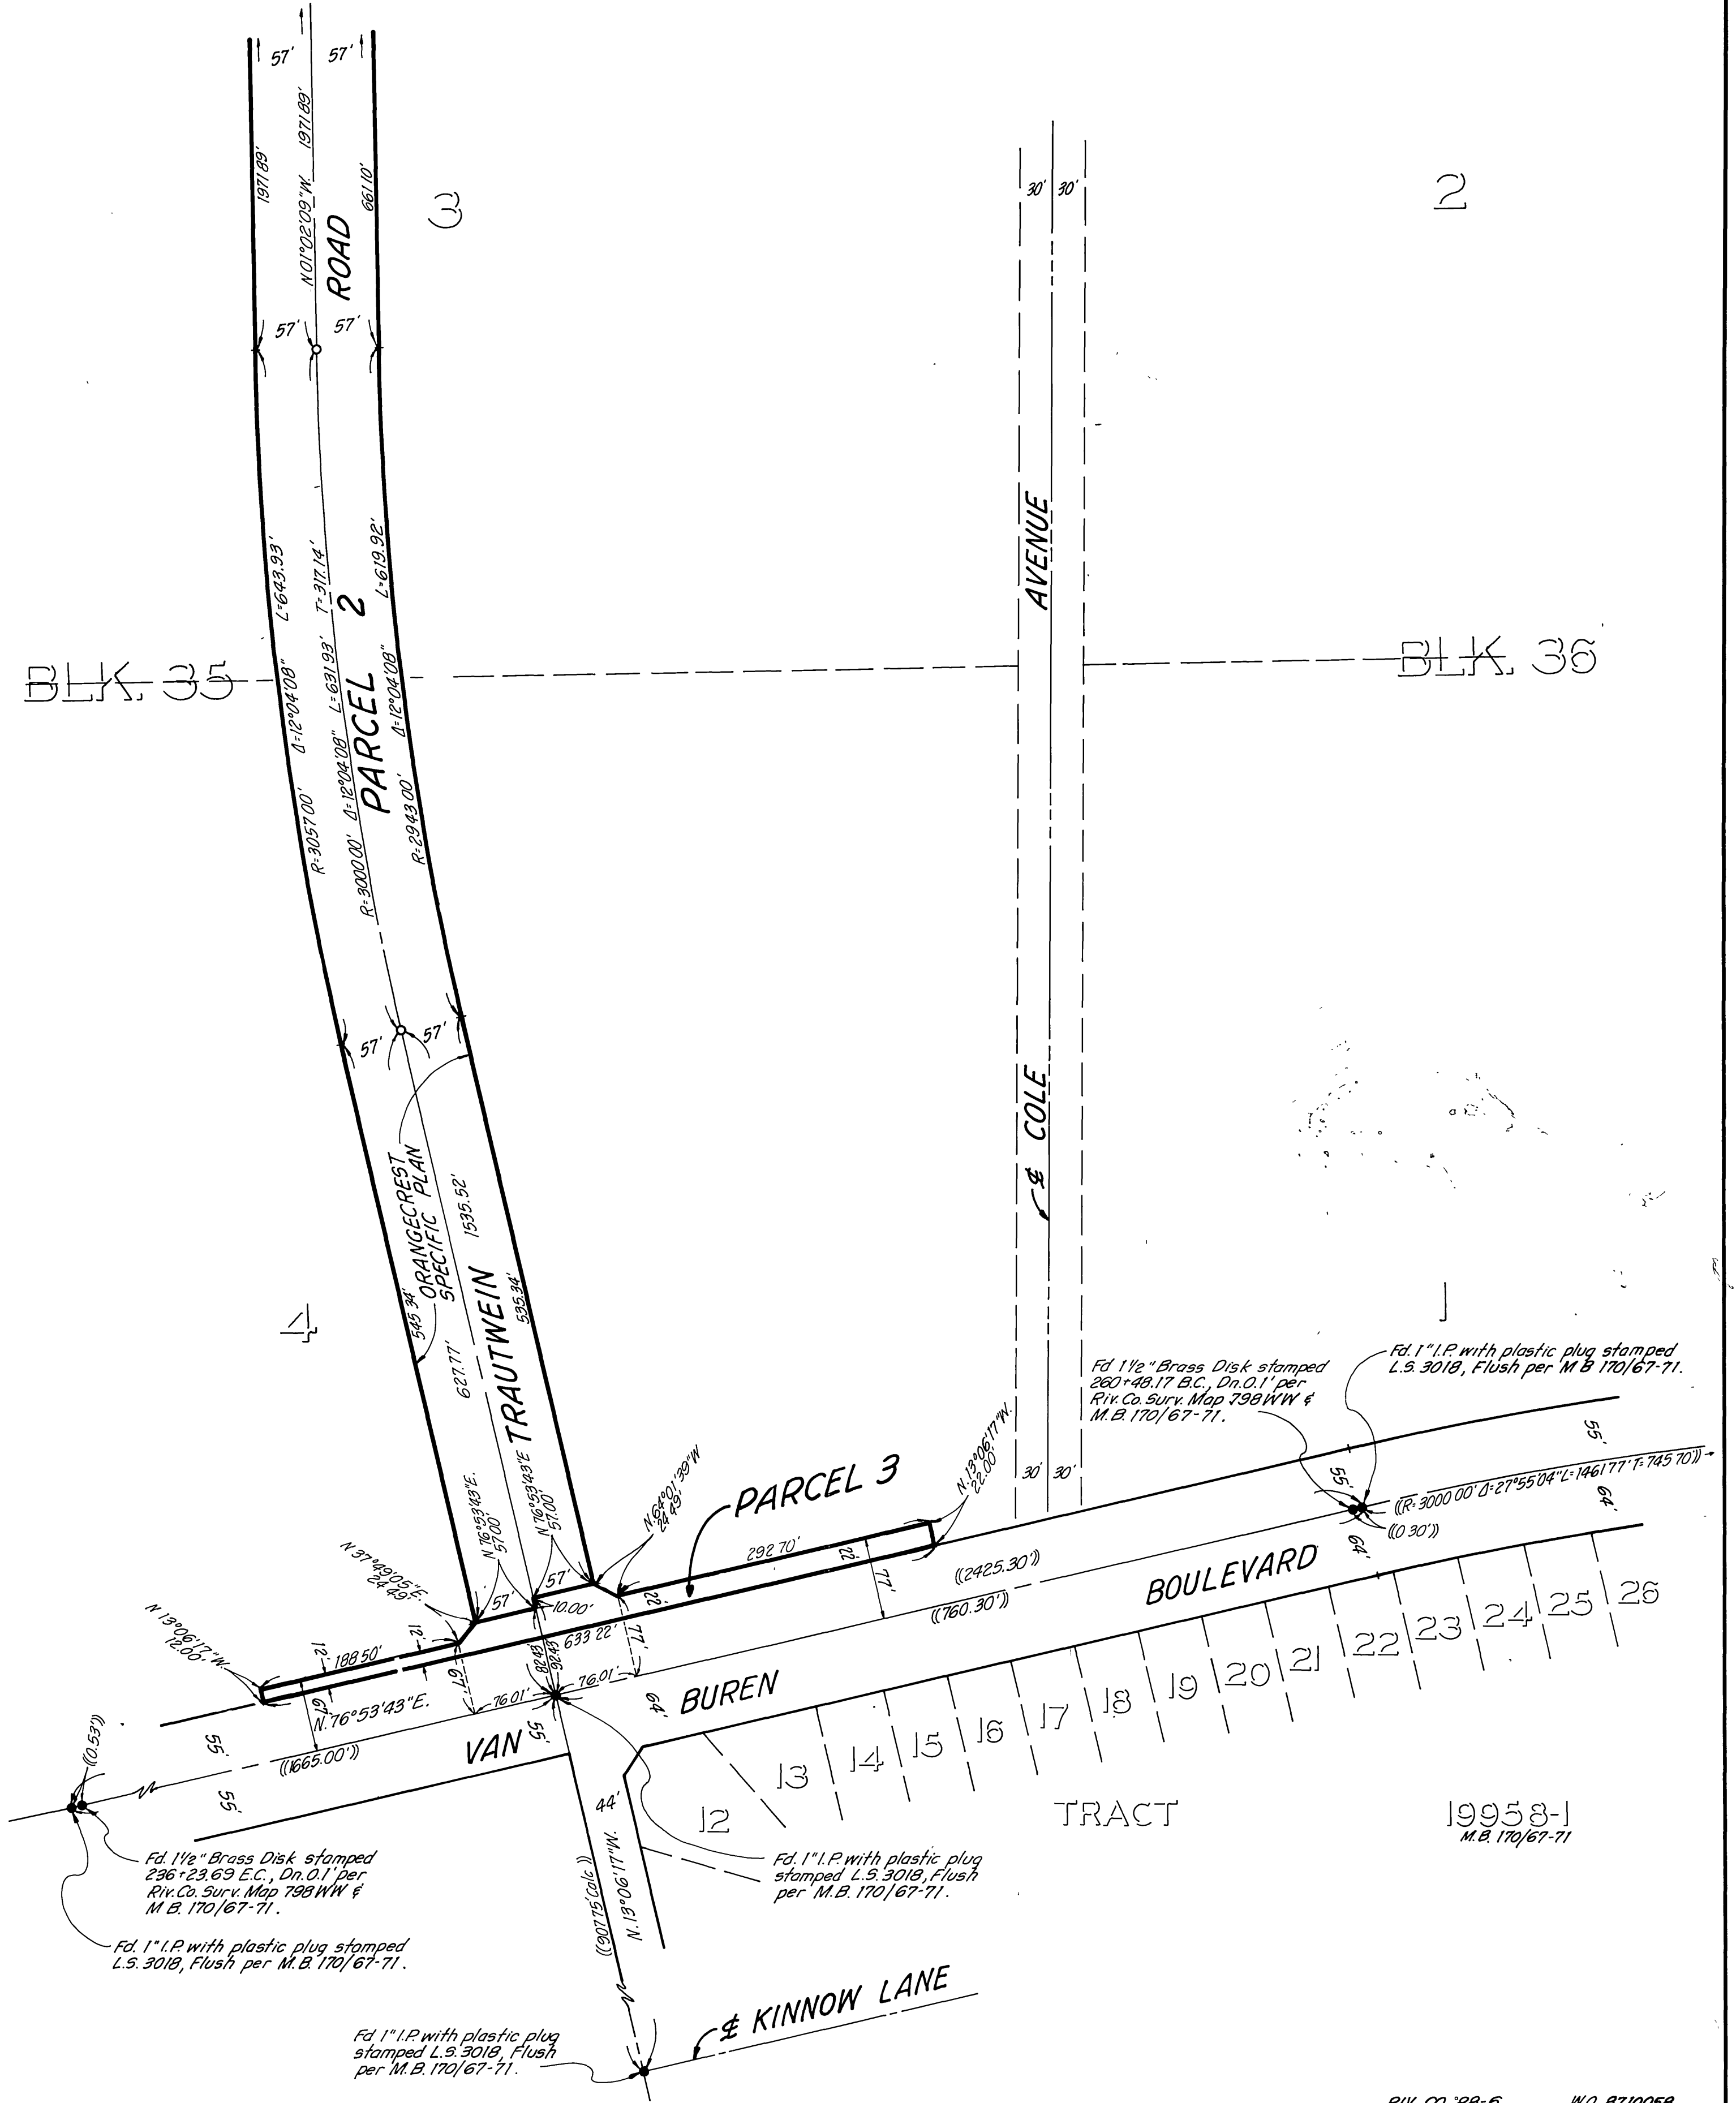 57'
57'
1971.89'
N.01°02'09"W. 1971.89'
661.10'
ROAD
3
30'
30'
2
57'
57'
AVENUE
L=643.93'
T=317.14'
L=619.92'
2
BLK. 35
BLK. 36
Δ=12°04'08"
Δ=12°04'08" L=631.93'
Δ=12°04'08"
PARCEL
R=3057.00'
R=3000.00'
R=2943.00'
57'
57'
¢ COLE
ORANGECREST
SPECIFIC PLAN
1535.52'
545.34'
627.77'
535.34'
TRAUTWEIN
4
1
Fd. 1" I.P. with plastic plug stamped
L.S. 3018, Flush per M.B. 170/67-71.
Fd 1 1/2" Brass Disk stamped
260+48.17 B.C., Dn. 0.1' per
Riv. Co. Surv. Map 798WW &
M.B. 170/67-71.
N.76°53'43"E.
57.00'
N.76°53'43"E
57.00'
N.64°01'39"W
24.49'
N.13°06'17"W.
22.00'
30'
30'
55'
55'
PARCEL 3
((R=3000.00' Δ=27°55'04" L=1461.77' T=745.70'))
64'
((0.30'))
64'
N 37°49'05"E.
24.49'
57'
57'
292.70'
22'
77'
((2425.30'))
((760.30'))
BOULEVARD
10.00'
22'
N 13°06'17"W.
12.00'
12'
188.50'
12'
633.22'
77'
67'
82.43'
92.43'
76.01'
76.01'
67'
N.76°53'43"E.
64'
BUREN
VAN
55'
55'
55'
((1665.00'))
((0.53'))
12
13
14
15
16
17
18
19
20
21
22
23
24
25
26
44'
TRACT
19958-1
M.B. 170/67-71
Fd. 1 1/2" Brass Disk stamped
236+23.69 E.C., Dn. 0.1' per
Riv. Co. Surv. Map 798WW &
M.B. 170/67-71.
Fd. 1" I.P. with plastic plug
stamped L.S. 3018, Flush
per M.B. 170/67-71.
((907.75' Calc.))
N.13°06'17"W.
Fd. 1" I.P. with plastic plug stamped
L.S. 3018, Flush per M.B. 170/67-71.
¢ KINNOW LANE
Fd 1" I.P. with plastic plug
stamped L.S. 3018, Flush
per M.B. 170/67-71.